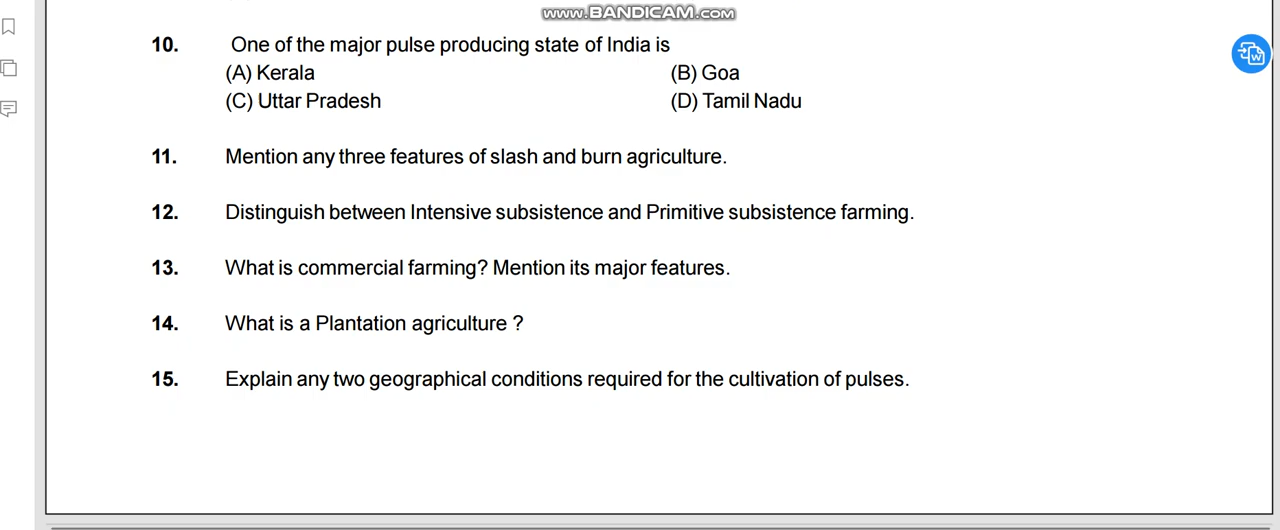 www.BANDICAM.com
10. One of the major pulse producing state of India is
(A) Kerala (B) Goa
(C) Uttar Pradesh (D) Tamil Nadu
11. Mention any three features of slash and burn agriculture.
12. Distinguish between Intensive subsistence and Primitive subsistence farming.
13. What is commercial farming? Mention its major features.
14. What is a Plantation agriculture ?
15. Explain any two geographical conditions required for the cultivation of pulses.